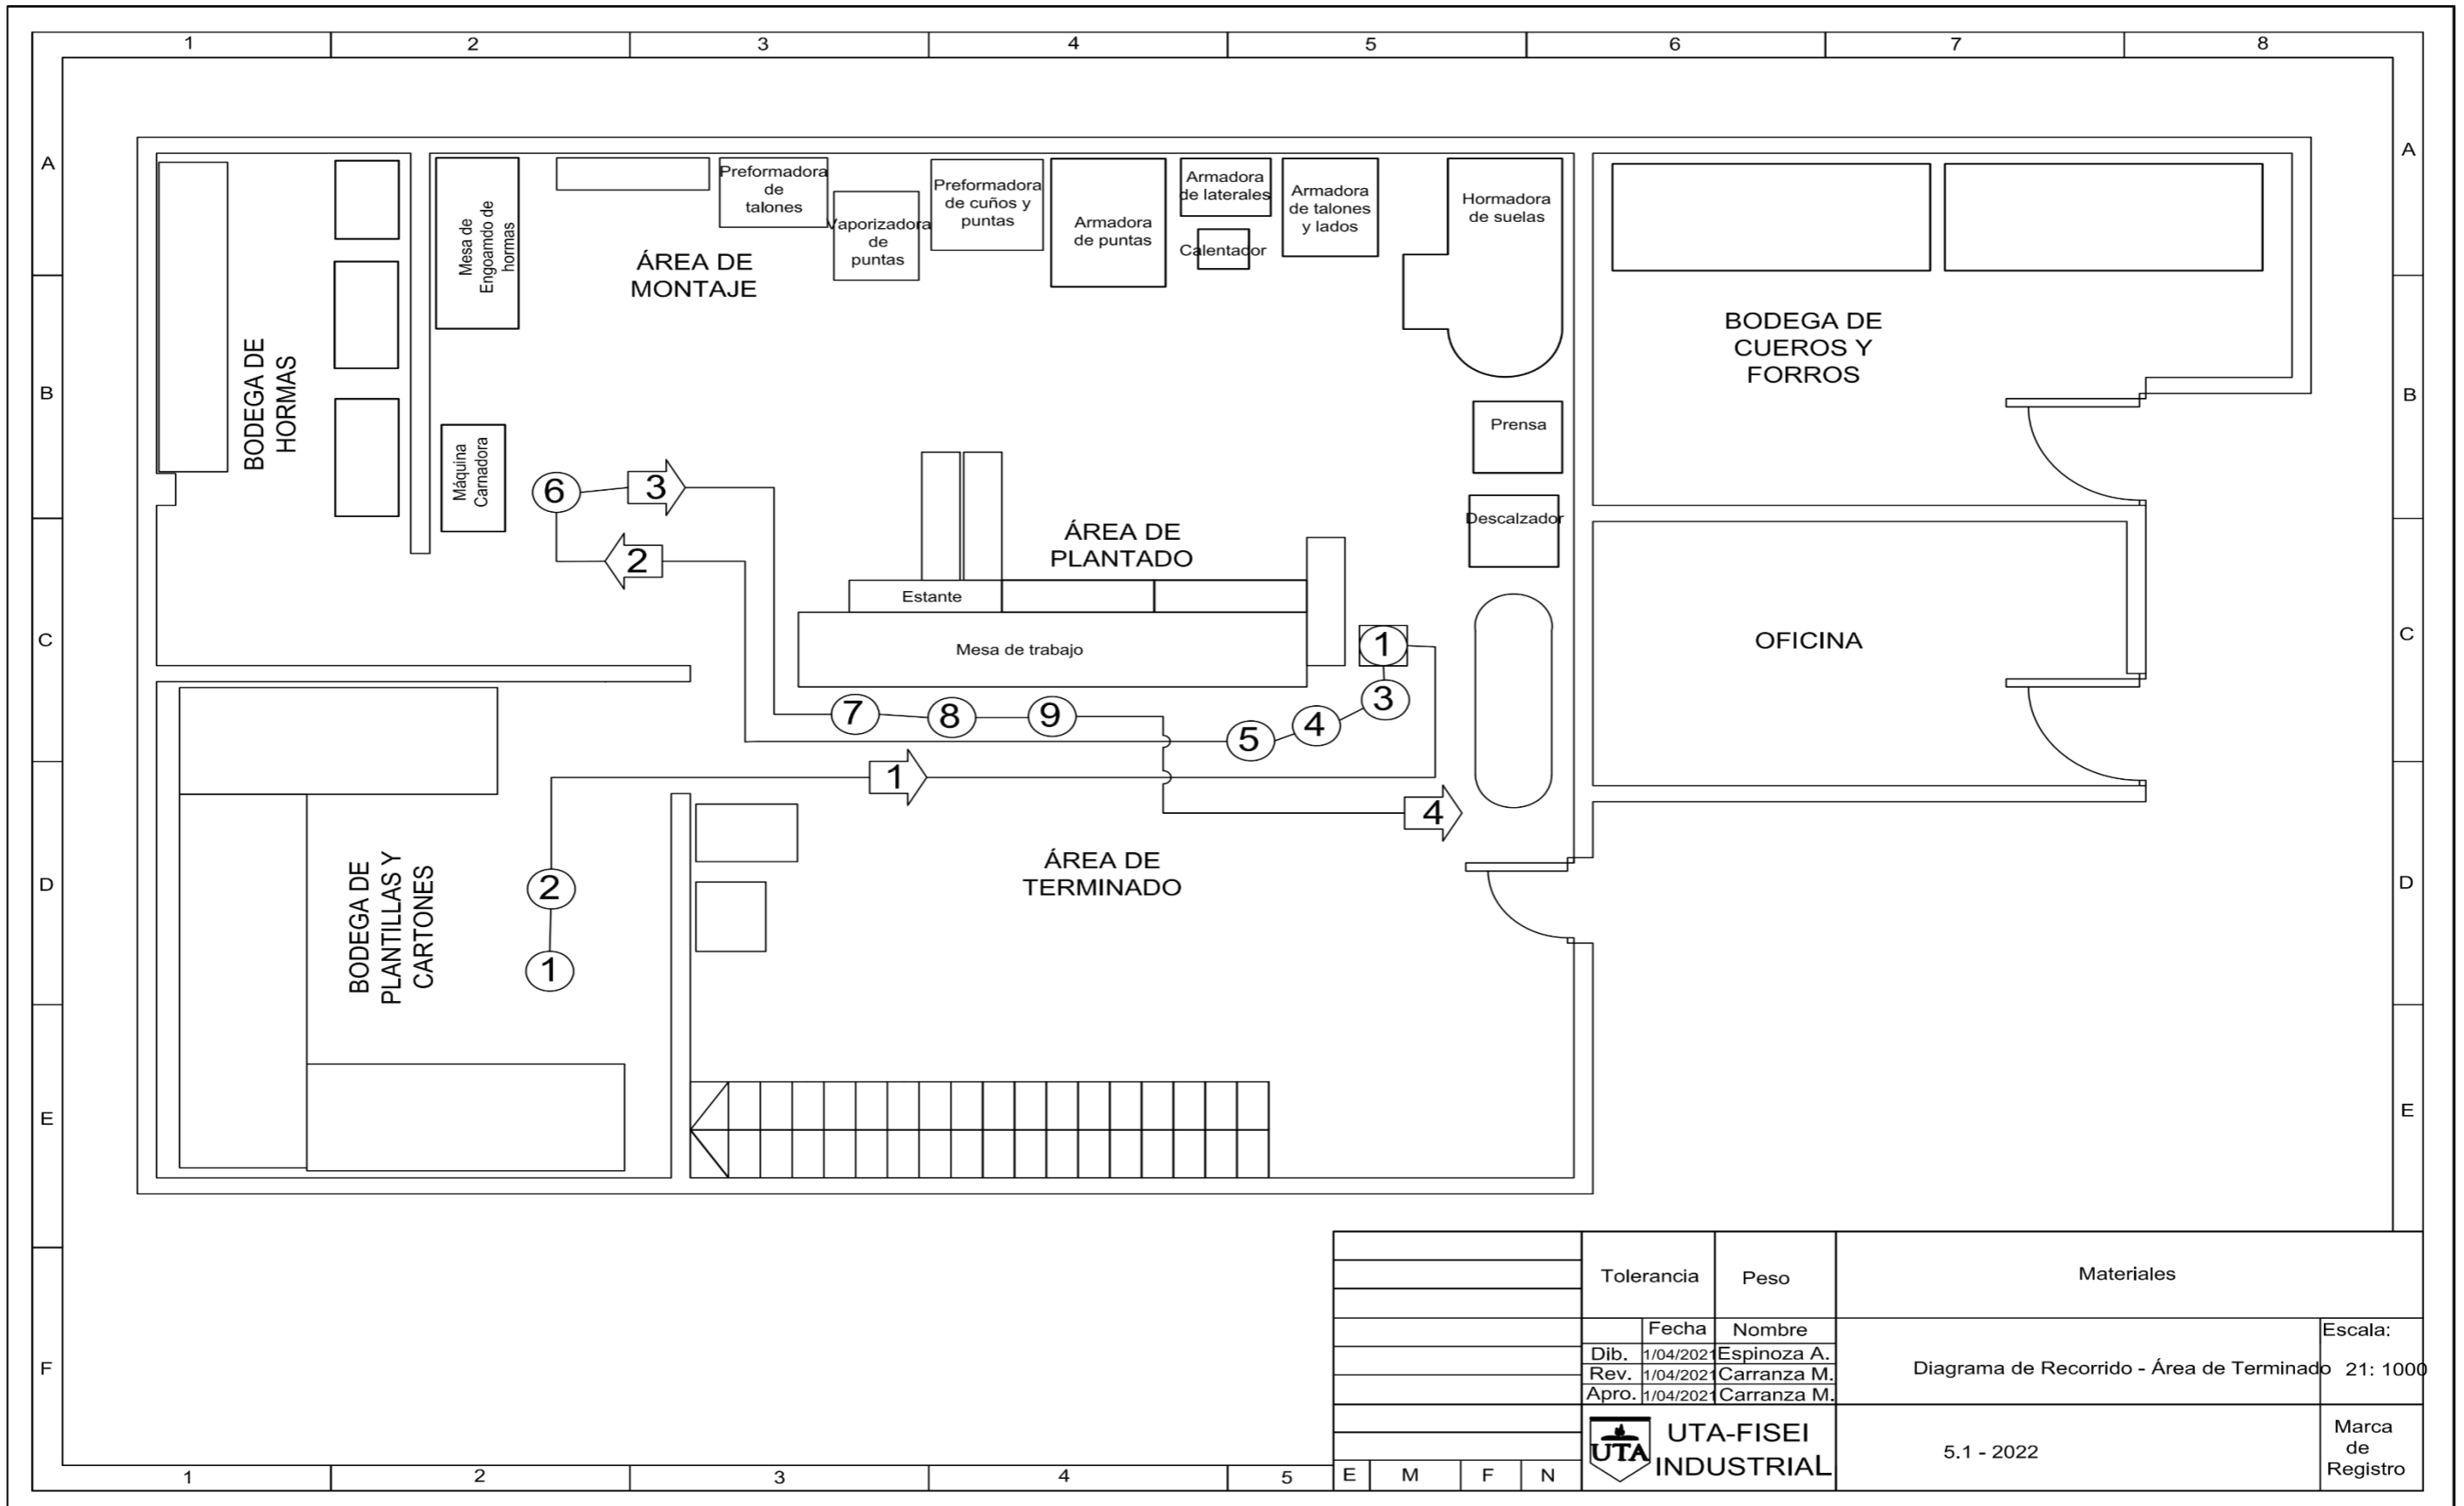 1 2 3 4 5 6 7 8
A
A
B
B
C
C
D
D
E
E
F
BODEGA DE
HORMAS
Mesa de
Engoamdo de
hormas
Máquina
Carnadora
ÁREA DE
MONTAJE
Preformadora
de
talones
Vaporizadora
de
puntas
Preformadora
de cuños y
puntas
Armadora
de puntas
Armadora
de laterales
Calentador
Armadora
de talones
y lados
Hormadora
de suelas
Prensa
Descalzador
BODEGA DE
CUEROS Y
FORROS
OFICINA
ÁREA DE
PLANTADO
Estante
Mesa de trabajo
6
3
2
1
3
4
5
7
8
9
1
4
2
1
BODEGA DE
PLANTILLAS Y
CARTONES
ÁREA DE
TERMINADO
Tolerancia
Peso
Materiales
Fecha
Nombre
Dib. 1/04/2021 Espinoza A.
Rev. 1/04/2021 Carranza M.
Apro. 1/04/2021 Carranza M.
Diagrama de Recorrido - Área de Terminado
Escala:
21: 1000
UTA
UTA-FISEI
INDUSTRIAL
5.1 - 2022
Marca
de
Registro
1 2 3 4 5
E M F N